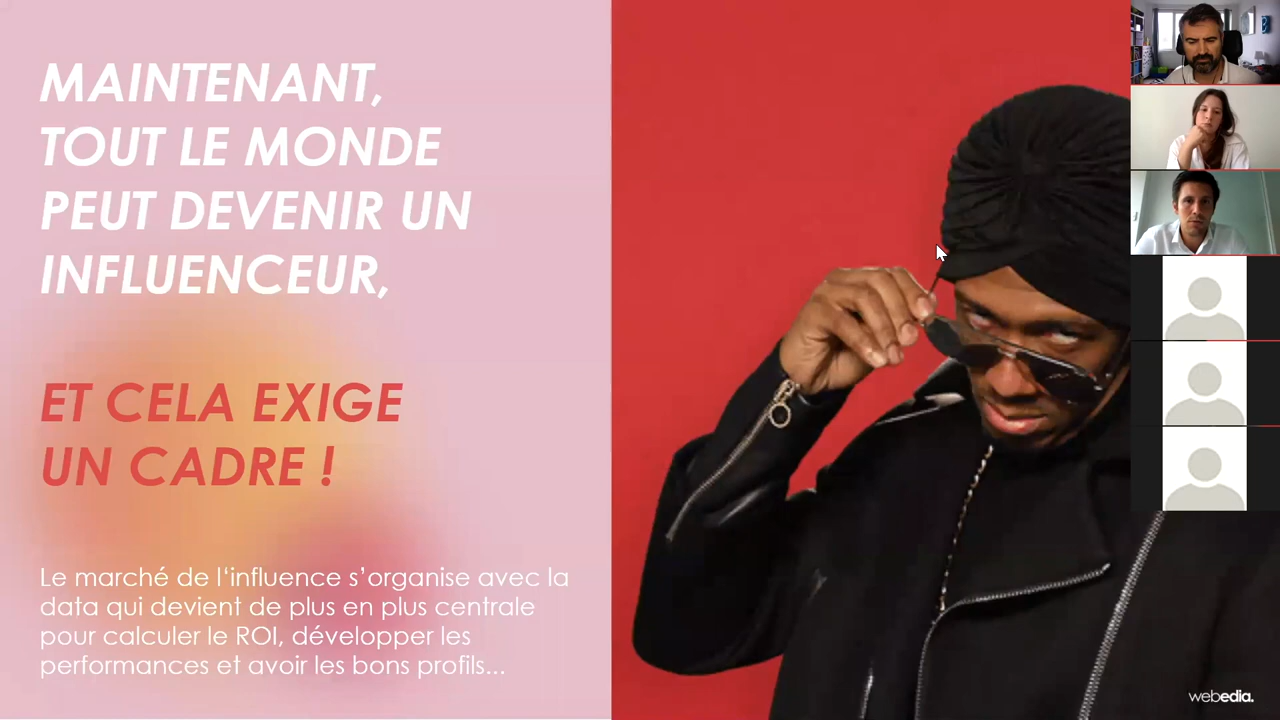 MAINTENANT,
TOUT LE MONDE
PEUT DEVENIR UN
INFLUENCEUR,
ET CELA EXIGE
UN CADRE !
Le marché de l‘influence s’organise avec la
data qui devient de plus en plus centrale
pour calculer le ROI, développer les
performances et avoir les bons profils...
webedia.